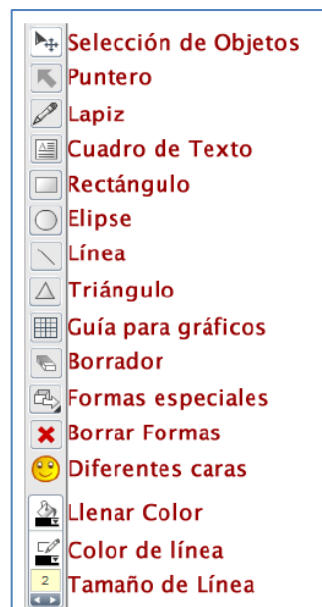 Selección de Objetos
Puntero
Lapiz
Cuadro de Texto
Rectángulo
Elipse
Línea
Triángulo
Guía para gráficos
Borrador
Formas especiales
Borrar Formas
Diferentes caras
Llenar Color
Color de línea
2 Tamaño de Línea